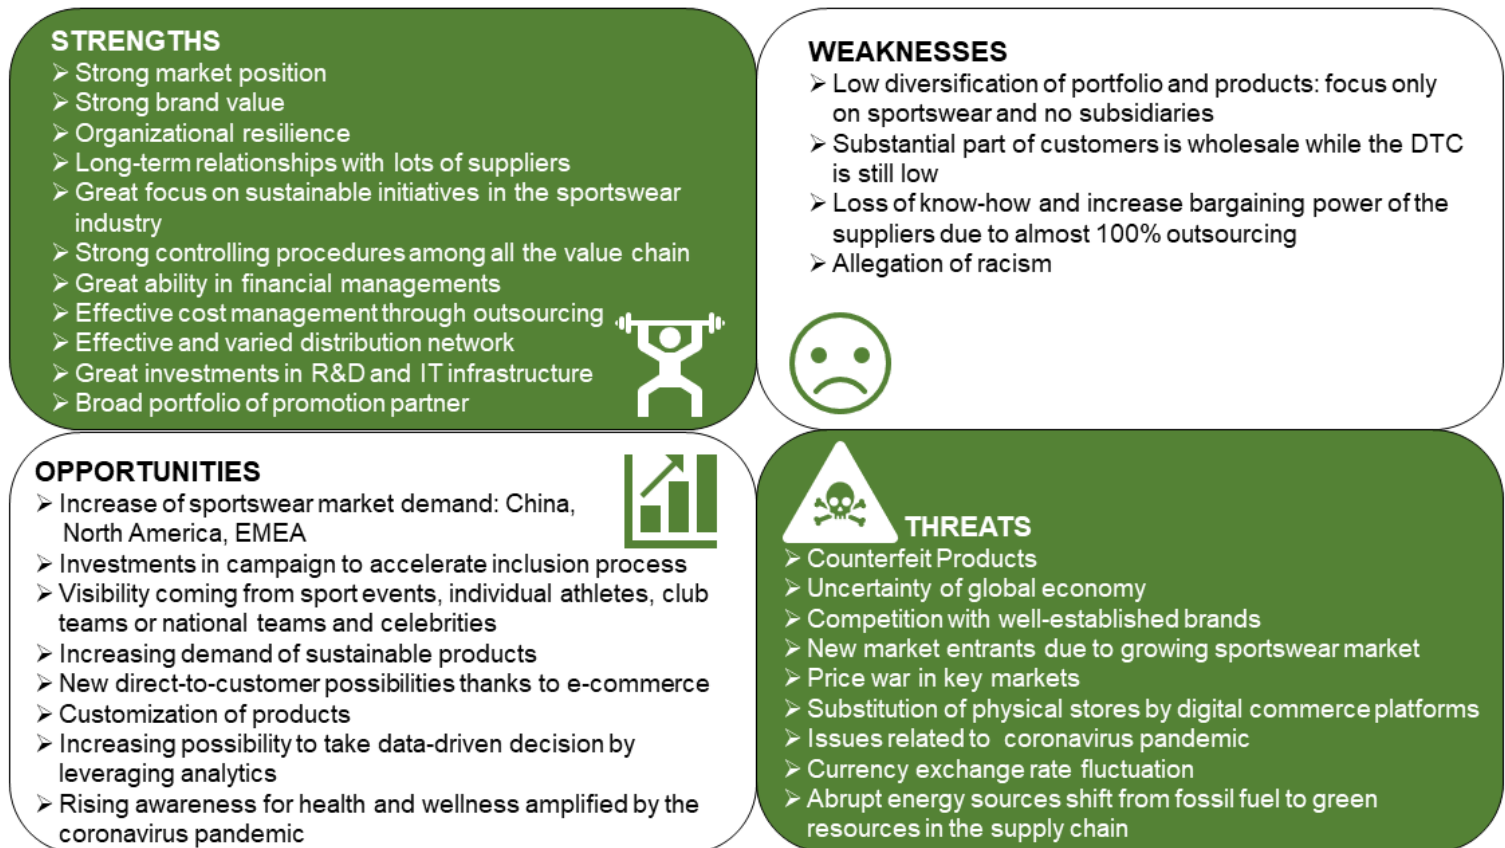 STRENGTHS
➢ Strong market position
➢ Strong brand value
➢ Organizational resilience
➢ Long-term relationships with lots of suppliers
➢ Great focus on sustainable initiatives in the sportswear
industry
➢ Strong controlling procedures among all the value chain
➢ Great ability in financial managements
➢ Effective cost management through outsourcing
➢ Effective and varied distribution network
➢ Great investments in R&D and IT infrastructure
➢ Broad portfolio of promotion partner
WEAKNESSES
➢ Low diversification of portfolio and products: focus only
on sportswear and no subsidiaries
➢ Substantial part of customers is wholesale while the DTC
is still low
➢ Loss of know-how and increase bargaining power of the
suppliers due to almost 100% outsourcing
➢ Allegation of racism
OPPORTUNITIES
➢ Increase of sportswear market demand: China,
North America, EMEA
➢ Investments in campaign to accelerate inclusion process
➢ Visibility coming from sport events, individual athletes, club
teams or national teams and celebrities
➢ Increasing demand of sustainable products
➢ New direct-to-customer possibilities thanks to e-commerce
➢ Customization of products
➢ Increasing possibility to take data-driven decision by
leveraging analytics
➢ Rising awareness for health and wellness amplified by the
coronavirus pandemic
THREATS
➢ Counterfeit Products
➢ Uncertainty of global economy
➢ Competition with well-established brands
➢ New market entrants due to growing sportswear market
➢ Price war in key markets
➢ Substitution of physical stores by digital commerce platforms
➢ Issues related to coronavirus pandemic
➢ Currency exchange rate fluctuation
➢ Abrupt energy sources shift from fossil fuel to green
resources in the supply chain